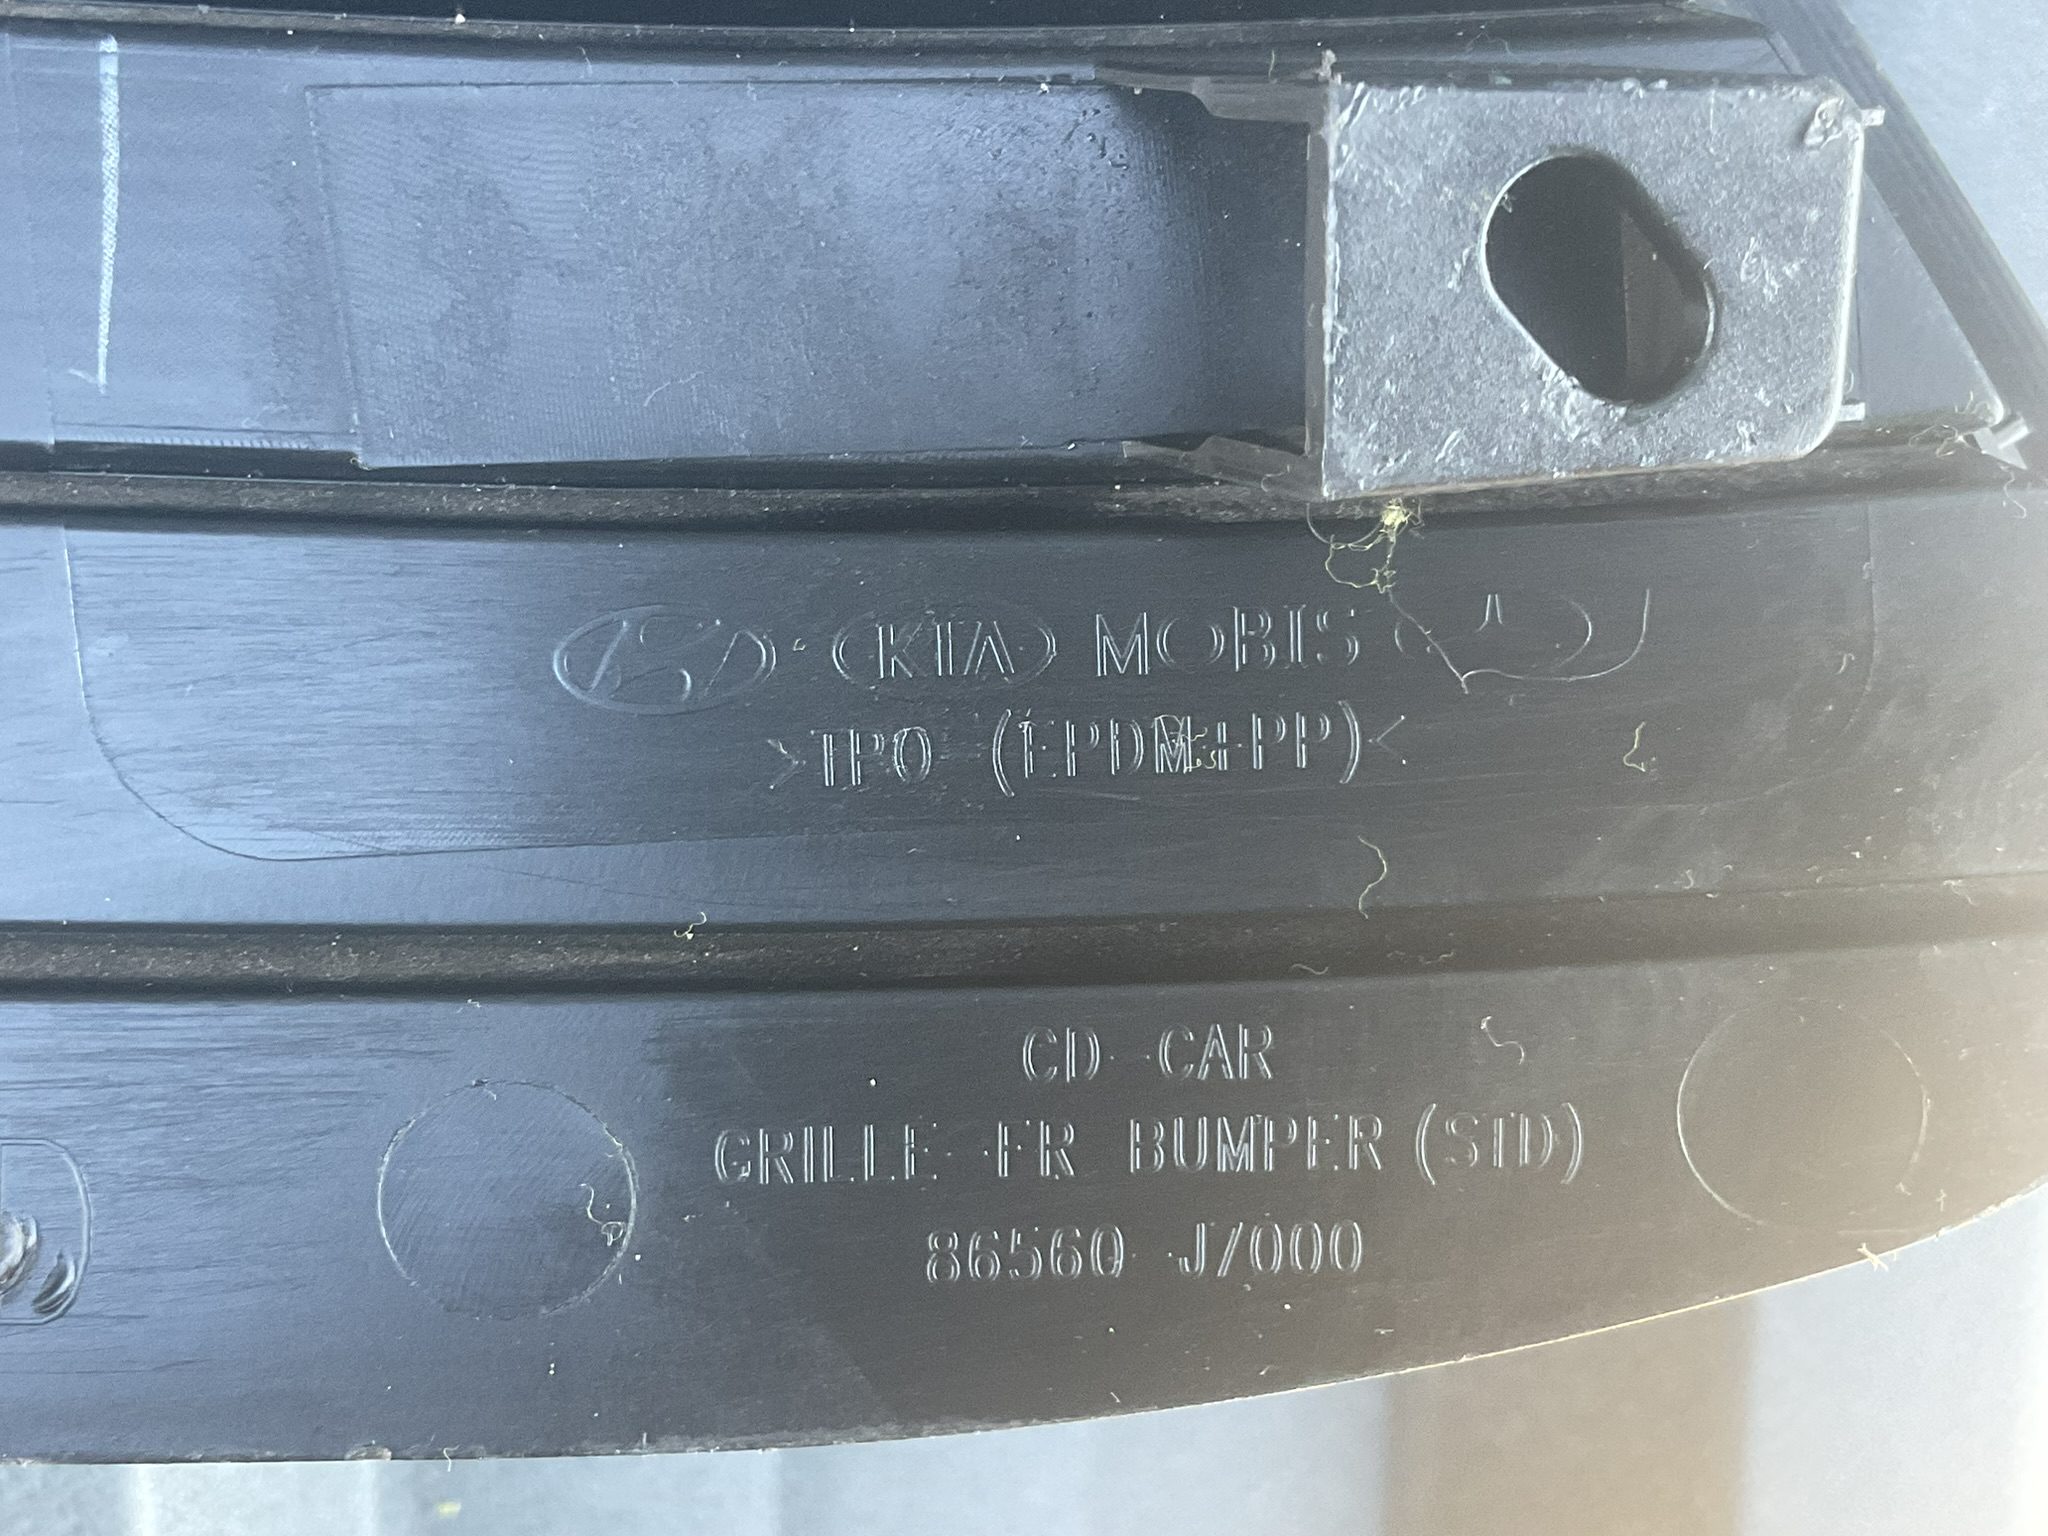 KIA MOBIS
>TPO (EPDM+PP)<
CD CAR
GRILLE-FR BUMPER (STD)
86560 J7000